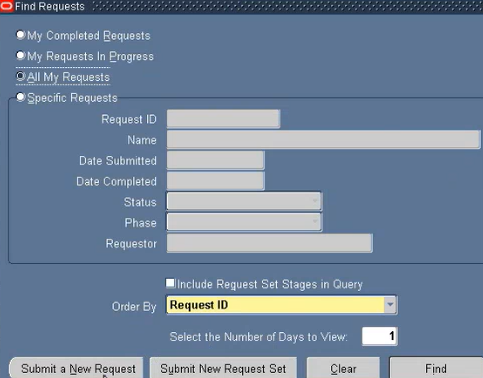 Find Requests
My Completed Requests
My Requests In Progress
All My Requests
Specific Requests
Request ID
Name
Date Submitted
Date Completed
Status
Phase
Requestor
Include Request Set Stages in Query
Order By Request ID
Select the Number of Days to View: 1
Submit a New Request Submit New Request Set Clear Find